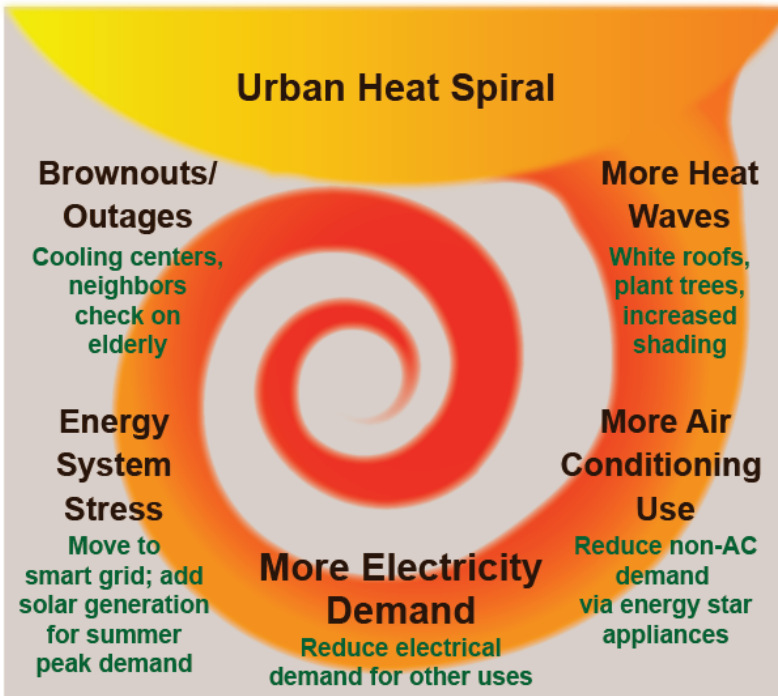 Urban Heat Spiral
More Heat
Waves
White roofs,
plant trees,
increased
shading
More Air
Conditioning
Use
Reduce non-AC
demand
via energy star
appliances
More Electricity
Demand
Reduce electrical
demand for other uses
Energy
System
Stress
Move to
smart grid; add
solar generation
for summer
peak demand
Brownouts/
Outages
Cooling centers,
neighbors
check on
elderly